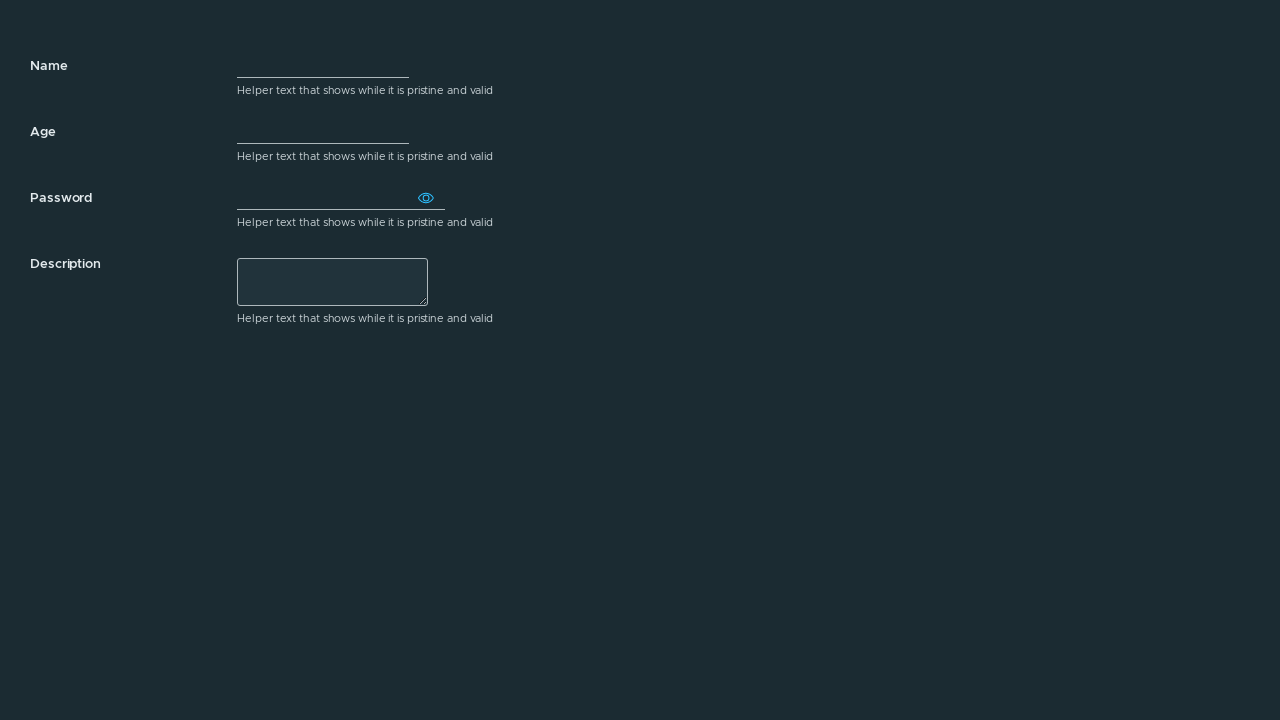 Name
Helper text that shows while it is pristine and valid
Age
Helper text that shows while it is pristine and valid
Password
Helper text that shows while it is pristine and valid
Description
Helper text that shows while it is pristine and valid